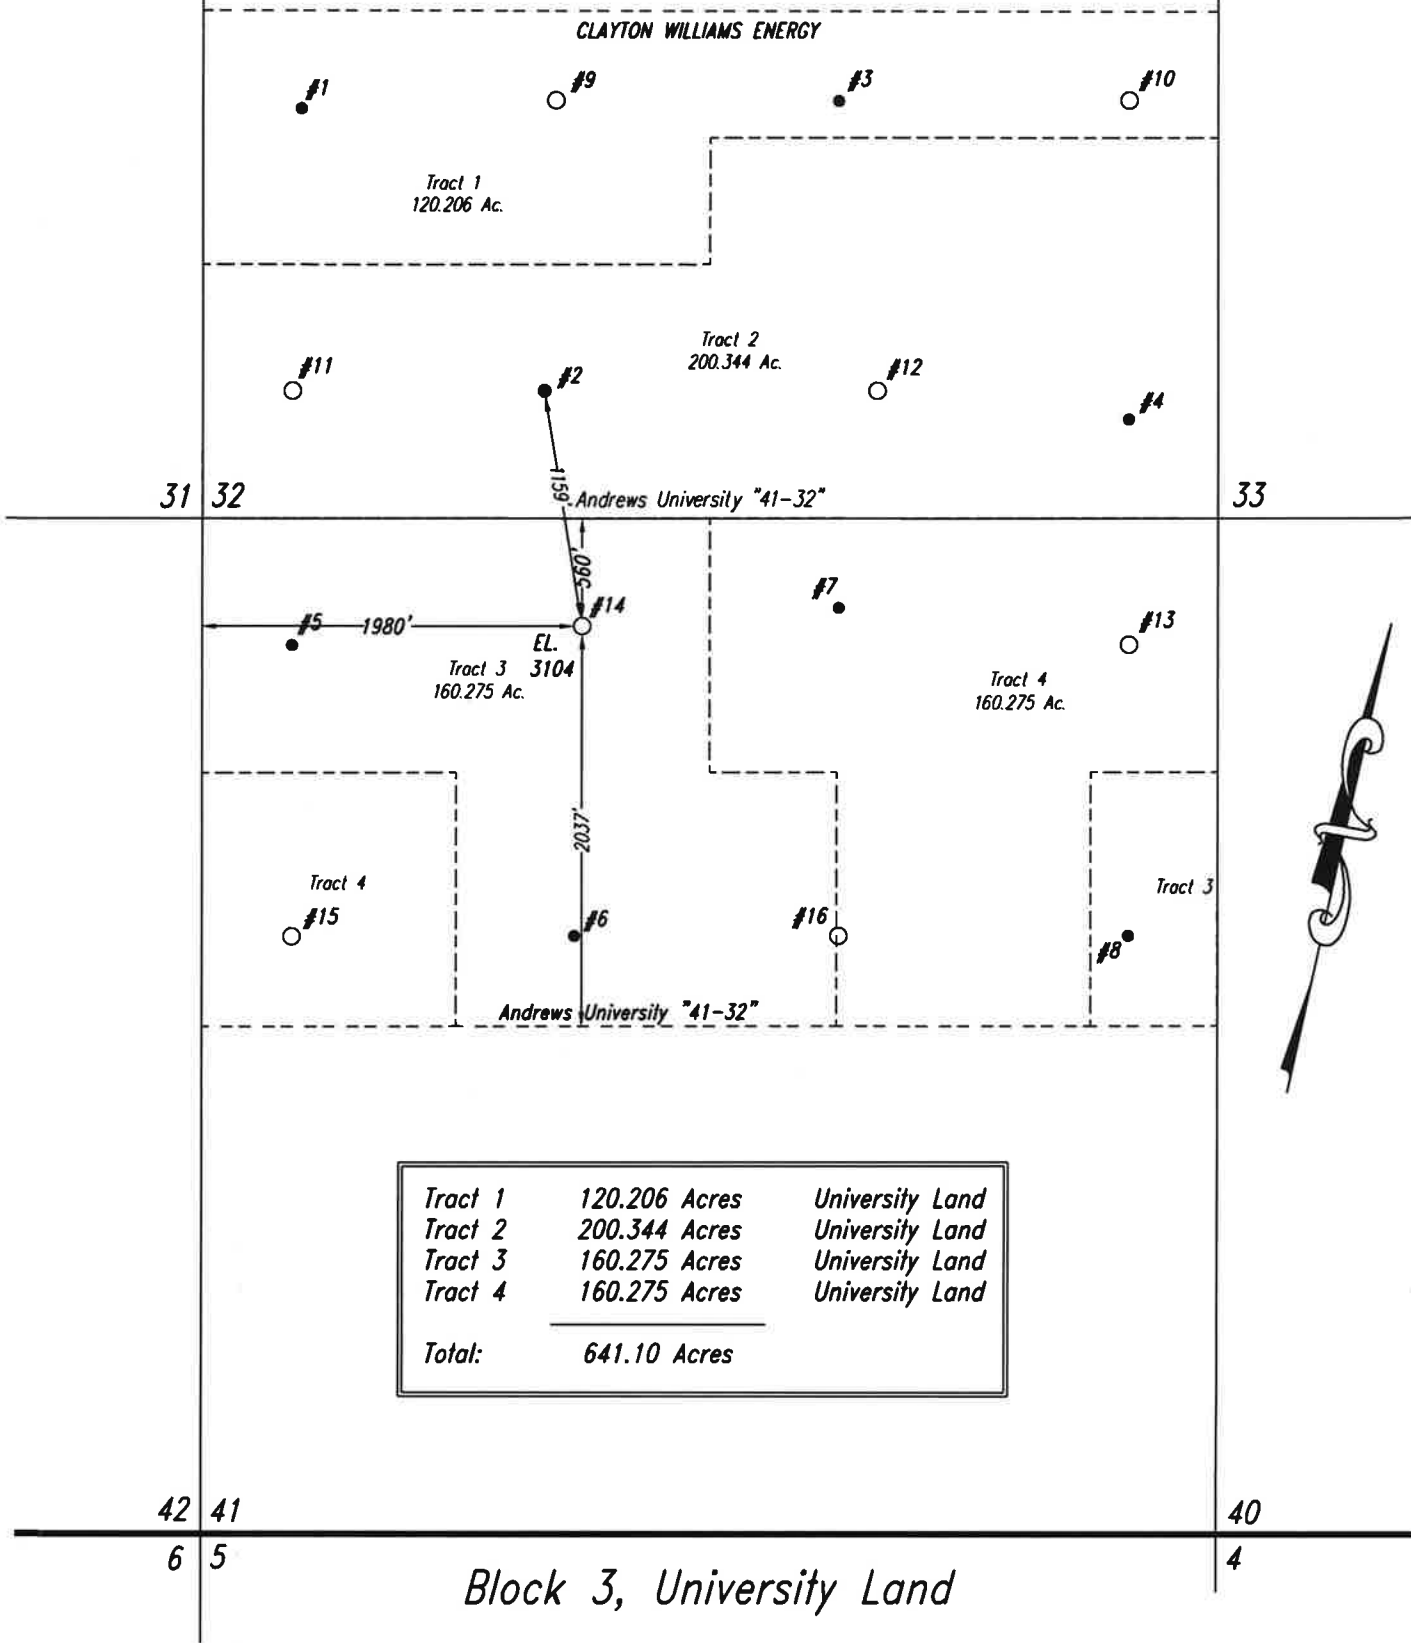 CLAYTON WILLIAMS ENERGY
#1
#9
#3
#10
Tract 1
120.206 Ac.
Tract 2
200.344 Ac.
#11
#2
#12
#4
1159'
31 32
Andrews University "41-32"
33
560'
#7
#14
#5
1980'
#13
EL.
3104
Tract 3
160.275 Ac.
Tract 4
160.275 Ac.
2037'
Tract 4
Tract 3
#15
#6
#16
#8
Andrews University "41-32"
Tract 1 120.206 Acres University Land
Tract 2 200.344 Acres University Land
Tract 3 160.275 Acres University Land
Tract 4 160.275 Acres University Land
Total: 641.10 Acres
42 41
40
6 5
4
Block 3, University Land